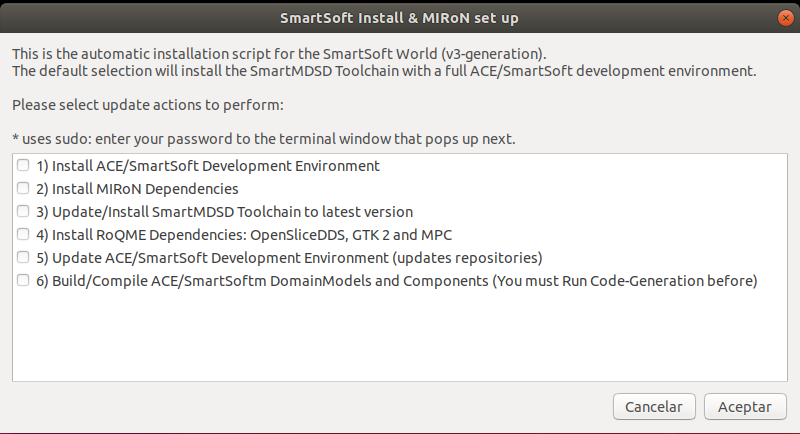 SmartSoft Install & MIRoN set up
This is the automatic installation script for the SmartSoft World (v3-generation).
The default selection will install the SmartMDSD Toolchain with a full ACE/SmartSoft development environment.
Please select update actions to perform:
* uses sudo: enter your password to the terminal window that pops up next.
1) Install ACE/SmartSoft Development Environment
2) Install MIRoN Dependencies
3) Update/Install SmartMDSD Toolchain to latest version
4) Install RoQME Dependencies: OpenSliceDDS, GTK 2 and MPC
5) Update ACE/SmartSoft Development Environment (updates repositories)
6) Build/Compile ACE/SmartSoftm DomainModels and Components (You must Run Code-Generation before)
Cancelar Aceptar